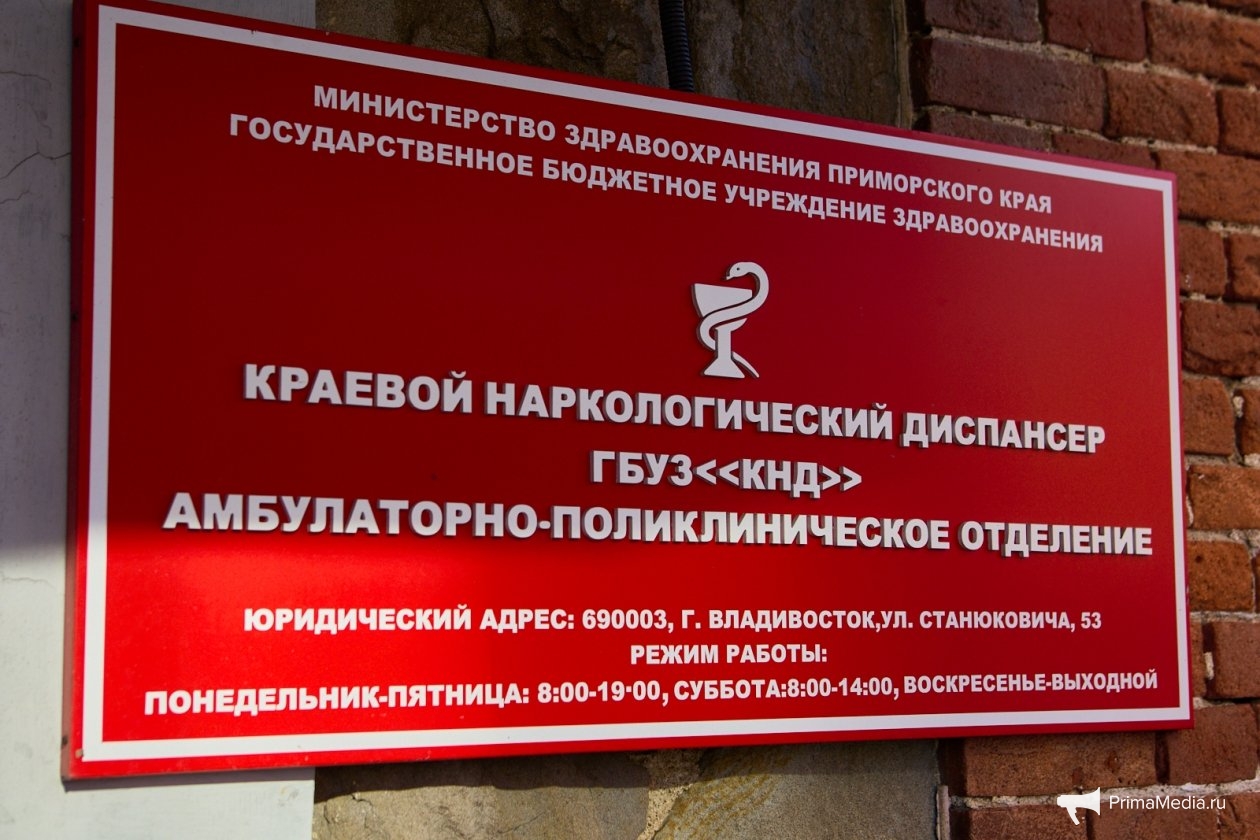 МИНИСТЕРСТВО ЗДРАВООХРАНЕНИЯ ПРИМОРСКОГО КРАЯ
ГОСУДАРСТВЕННОЕ БЮДЖЕТНОЕ УЧРЕЖДЕНИЕ ЗДРАВООХРАНЕНИЯ
КРАЕВОЙ НАРКОЛОГИЧЕСКИЙ ДИСПАНСЕР
ГБУЗ<<КНД>>
АМБУЛАТОРНО-ПОЛИКЛИНИЧЕСКОЕ ОТДЕЛЕНИЕ
ЮРИДИЧЕСКИЙ АДРЕС: 690003, Г. ВЛАДИВОСТОК,УЛ. СТАНЮКОВИЧА, 53
РЕЖИМ РАБОТЫ:
ПОНЕДЕЛЬНИК-ПЯТНИЦА: 8:00-19:00, СУББОТА:8:00-14:00, ВОСКРЕСЕНЬЕ-ВЫХОДНОЙ
PrimaMedia.ru